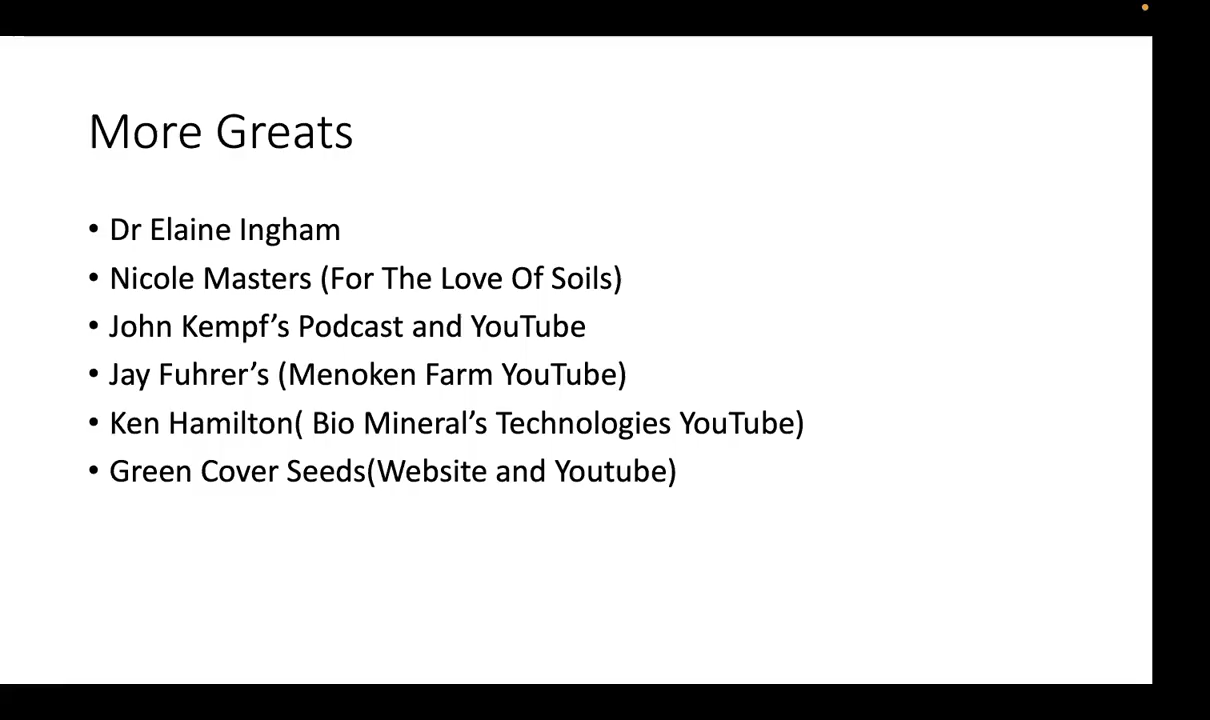 More Greats
• Dr Elaine Ingham
• Nicole Masters (For The Love Of Soils)
• John Kempf’s Podcast and YouTube
• Jay Fuhrer’s (Menoken Farm YouTube)
• Ken Hamilton( Bio Mineral’s Technologies YouTube)
• Green Cover Seeds(Website and Youtube)